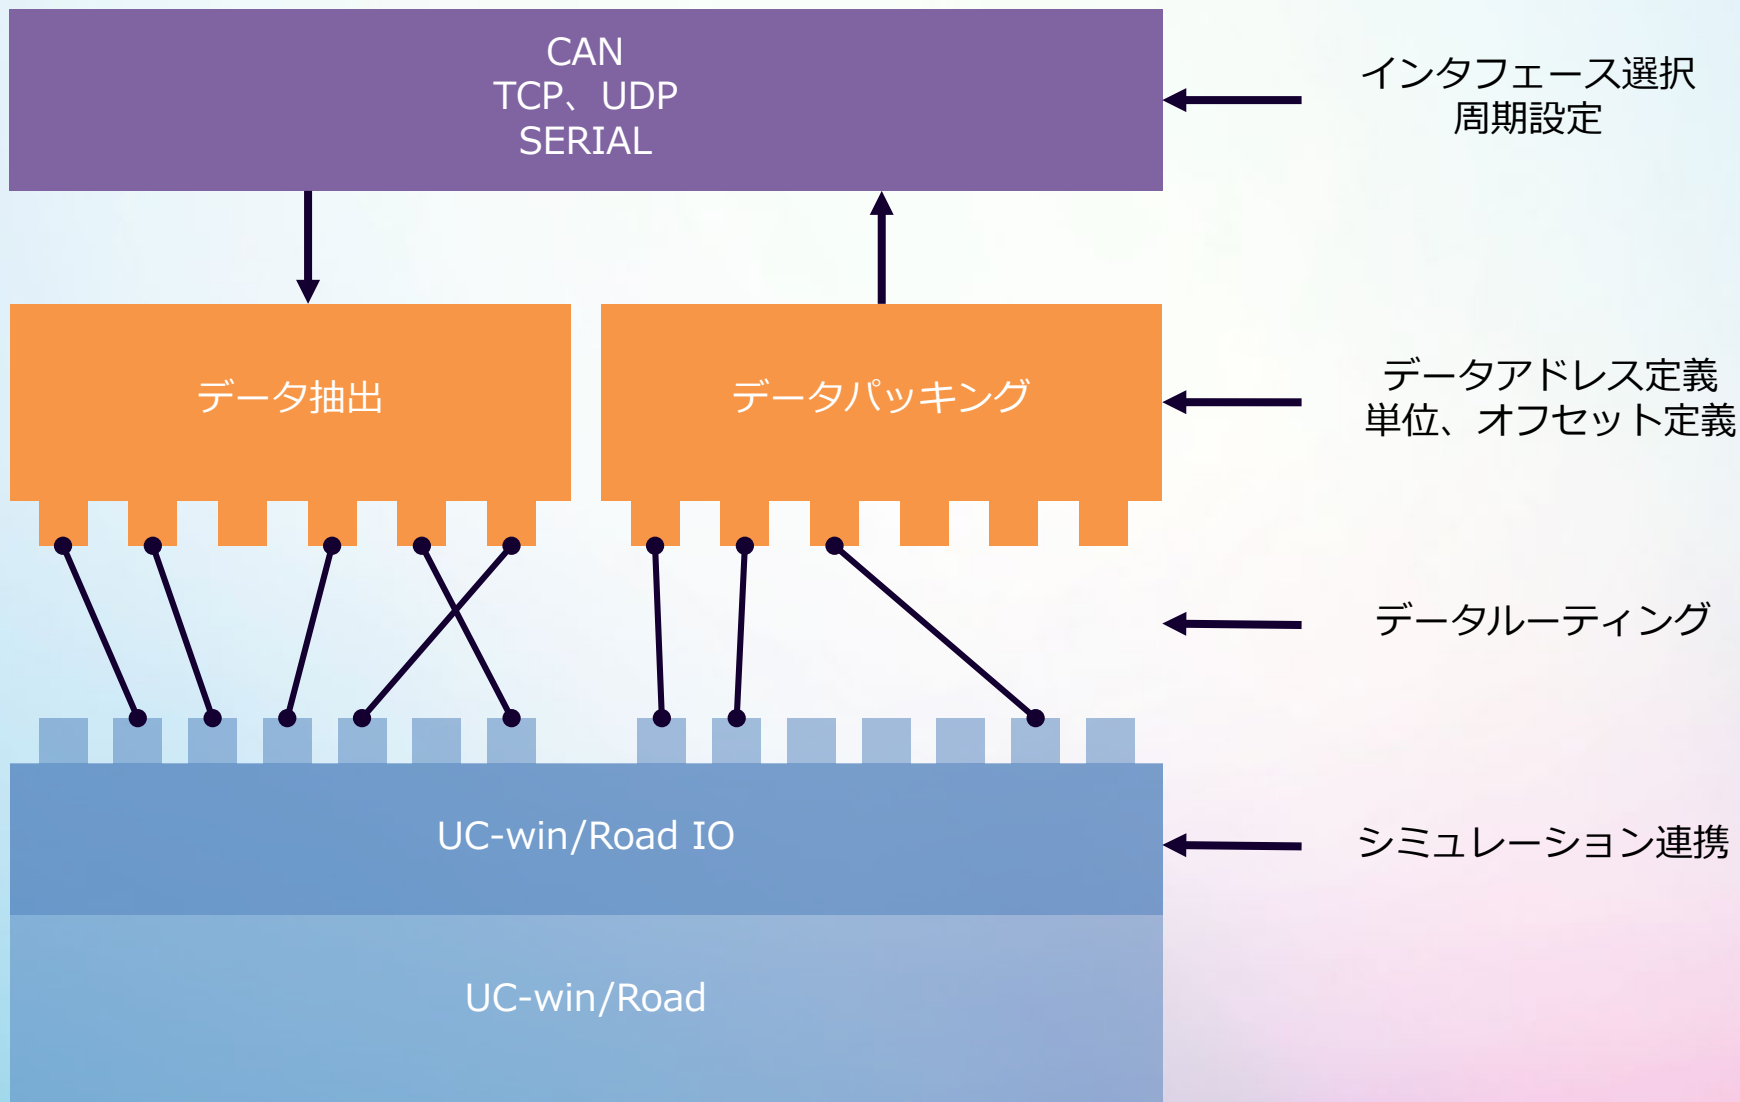 CAN
TCP、UDP
SERIAL
インタフェース選択
周期設定
データ抽出
データパッキング
データアドレス定義
単位、オフセット定義
データルーティング
UC-win/Road IO
シミュレーション連携
UC-win/Road